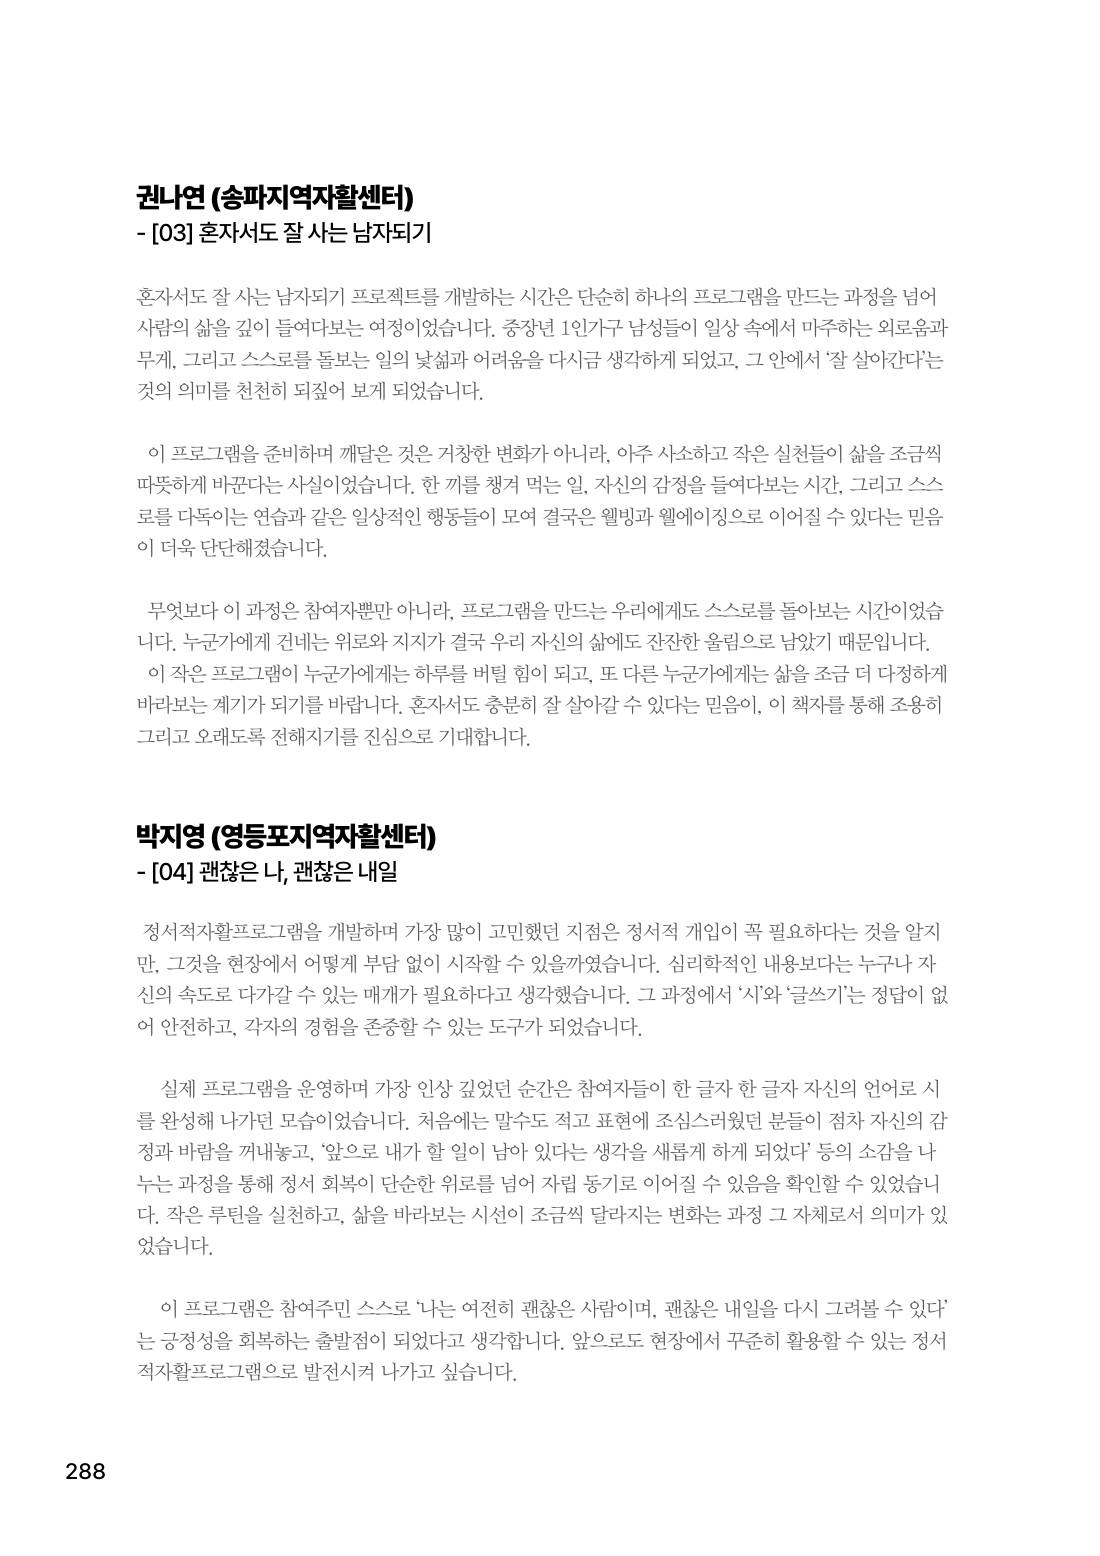 권나연 (송파지역자활센터)
- [03] 혼자서도 잘 사는 남자되기
혼자서도 잘 사는 남자되기 프로젝트를 개발하는 시간은 단순히 하나의 프로그램을 만드는 과정을 넘어
사람의 삶을 깊이 들여다보는 여정이었습니다. 중장년 1인가구 남성들이 일상 속에서 마주하는 외로움과
무게, 그리고 스스로를 돌보는 일의 낯섦과 어려움을 다시금 생각하게 되었고, 그 안에서 ‘잘 살아간다’는
것의 의미를 천천히 되짚어 보게 되었습니다.
이 프로그램을 준비하며 깨달은 것은 거창한 변화가 아니라, 아주 사소하고 작은 실천들이 삶을 조금씩
따뜻하게 바꾼다는 사실이었습니다. 한 끼를 챙겨 먹는 일, 자신의 감정을 들여다보는 시간, 그리고 스스
로를 다독이는 연습과 같은 일상적인 행동들이 모여 결국은 웰빙과 웰에이징으로 이어질 수 있다는 믿음
이 더욱 단단해졌습니다.
무엇보다 이 과정은 참여자뿐만 아니라, 프로그램을 만드는 우리에게도 스스로를 돌아보는 시간이었습
니다. 누군가에게 건네는 위로와 지지가 결국 우리 자신의 삶에도 잔잔한 울림으로 남았기 때문입니다.
이 작은 프로그램이 누군가에게는 하루를 버틸 힘이 되고, 또 다른 누군가에게는 삶을 조금 더 다정하게
바라보는 계기가 되기를 바랍니다. 혼자서도 충분히 잘 살아갈 수 있다는 믿음이, 이 책자를 통해 조용히
그리고 오래도록 전해지기를 진심으로 기대합니다.
박지영 (영등포지역자활센터)
- [04] 괜찮은 나, 괜찮은 내일
정서적자활프로그램을 개발하며 가장 많이 고민했던 지점은 정서적 개입이 꼭 필요하다는 것을 알지
만, 그것을 현장에서 어떻게 부담 없이 시작할 수 있을까였습니다. 심리학적인 내용보다는 누구나 자
신의 속도로 다가갈 수 있는 매개가 필요하다고 생각했습니다. 그 과정에서 ‘시’와 ‘글쓰기’는 정답이 없
어 안전하고, 각자의 경험을 존중할 수 있는 도구가 되었습니다.
실제 프로그램을 운영하며 가장 인상 깊었던 순간은 참여자들이 한 글자 한 글자 자신의 언어로 시
를 완성해 나가던 모습이었습니다. 처음에는 말수도 적고 표현에 조심스러웠던 분들이 점차 자신의 감
정과 바람을 꺼내놓고, ‘앞으로 내가 할 일이 남아 있다는 생각을 새롭게 하게 되었다’ 등의 소감을 나
누는 과정을 통해 정서 회복이 단순한 위로를 넘어 자립 동기로 이어질 수 있음을 확인할 수 있었습니
다. 작은 루틴을 실천하고, 삶을 바라보는 시선이 조금씩 달라지는 변화는 과정 그 자체로서 의미가 있
었습니다.
이 프로그램은 참여주민 스스로 ‘나는 여전히 괜찮은 사람이며, 괜찮은 내일을 다시 그려볼 수 있다’
는 긍정성을 회복하는 출발점이 되었다고 생각합니다. 앞으로도 현장에서 꾸준히 활용할 수 있는 정서
적자활프로그램으로 발전시켜 나가고 싶습니다.
288